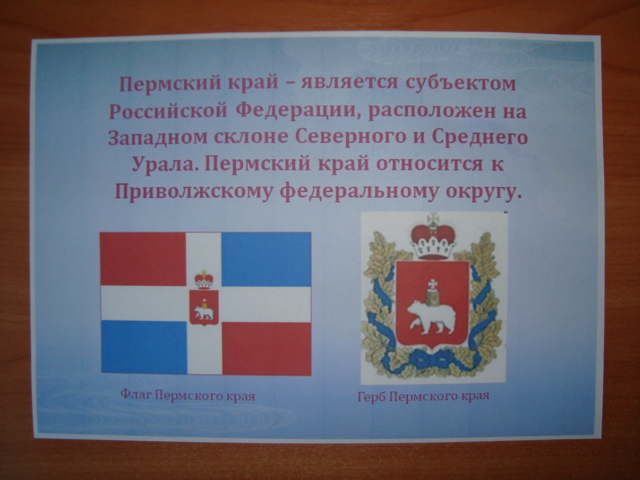 Пермский край – является субъектом
Российской Федерации, расположен на
Западном склоне Северного и Среднего
Урала. Пермский край относится к
Приволжскому федеральному округу.
Флаг Пермского края
Герб Пермского края